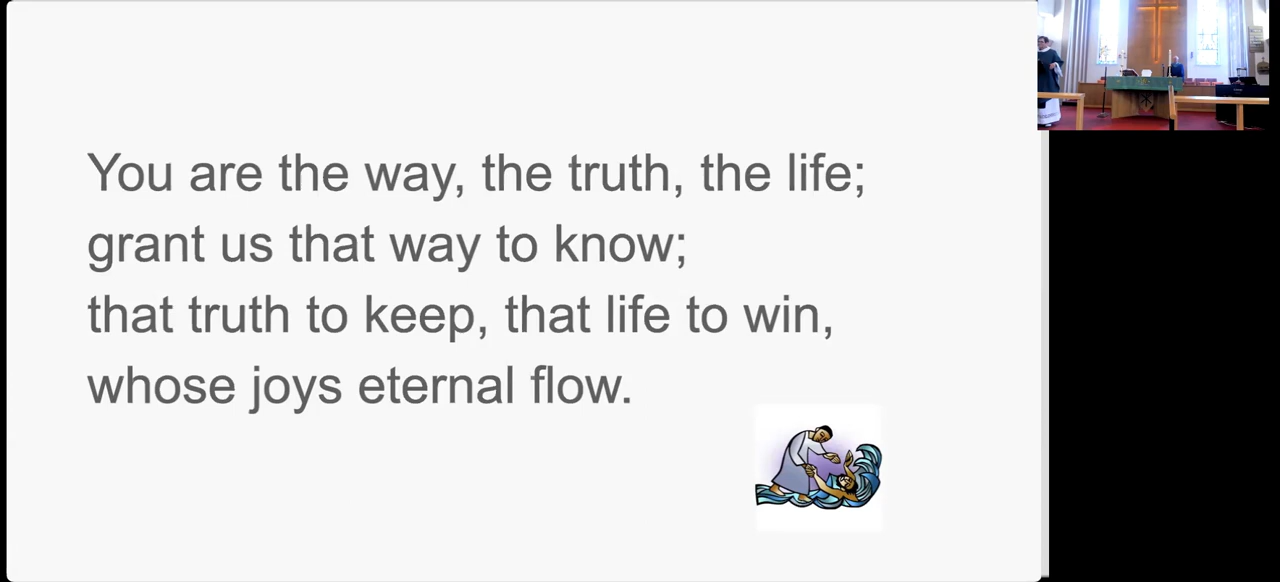 You are the way, the truth, the life;
grant us that way to know;
that truth to keep, that life to win,
whose joys eternal flow.